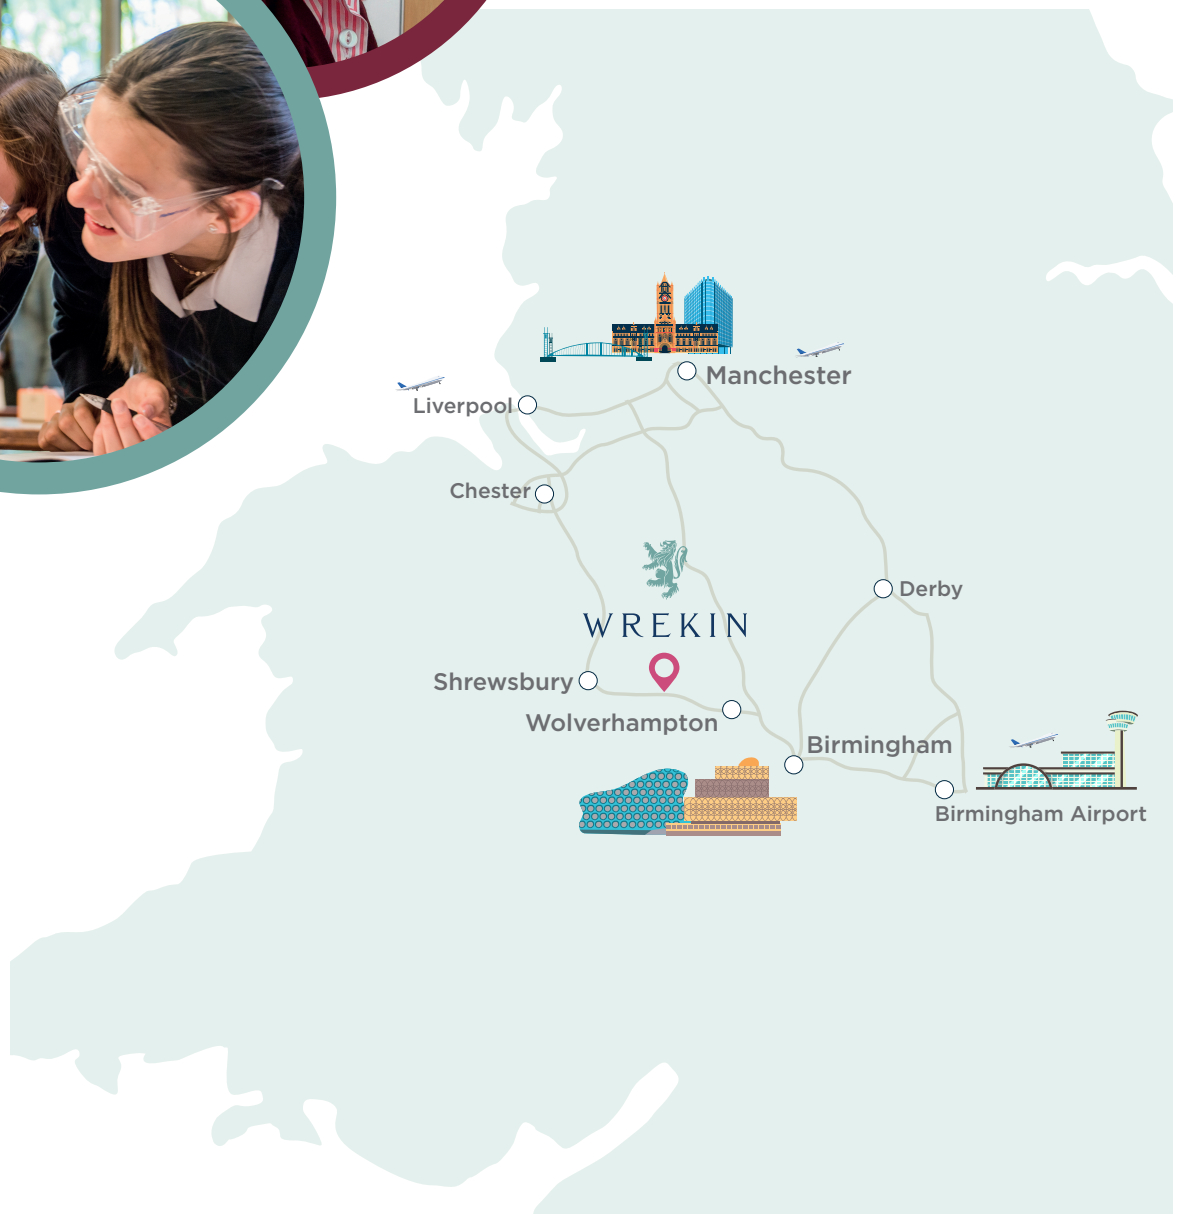 Manchester
Liverpool
Chester
Derby
WREKIN
Shrewsbury
Wolverhampton
Birmingham
Birmingham Airport